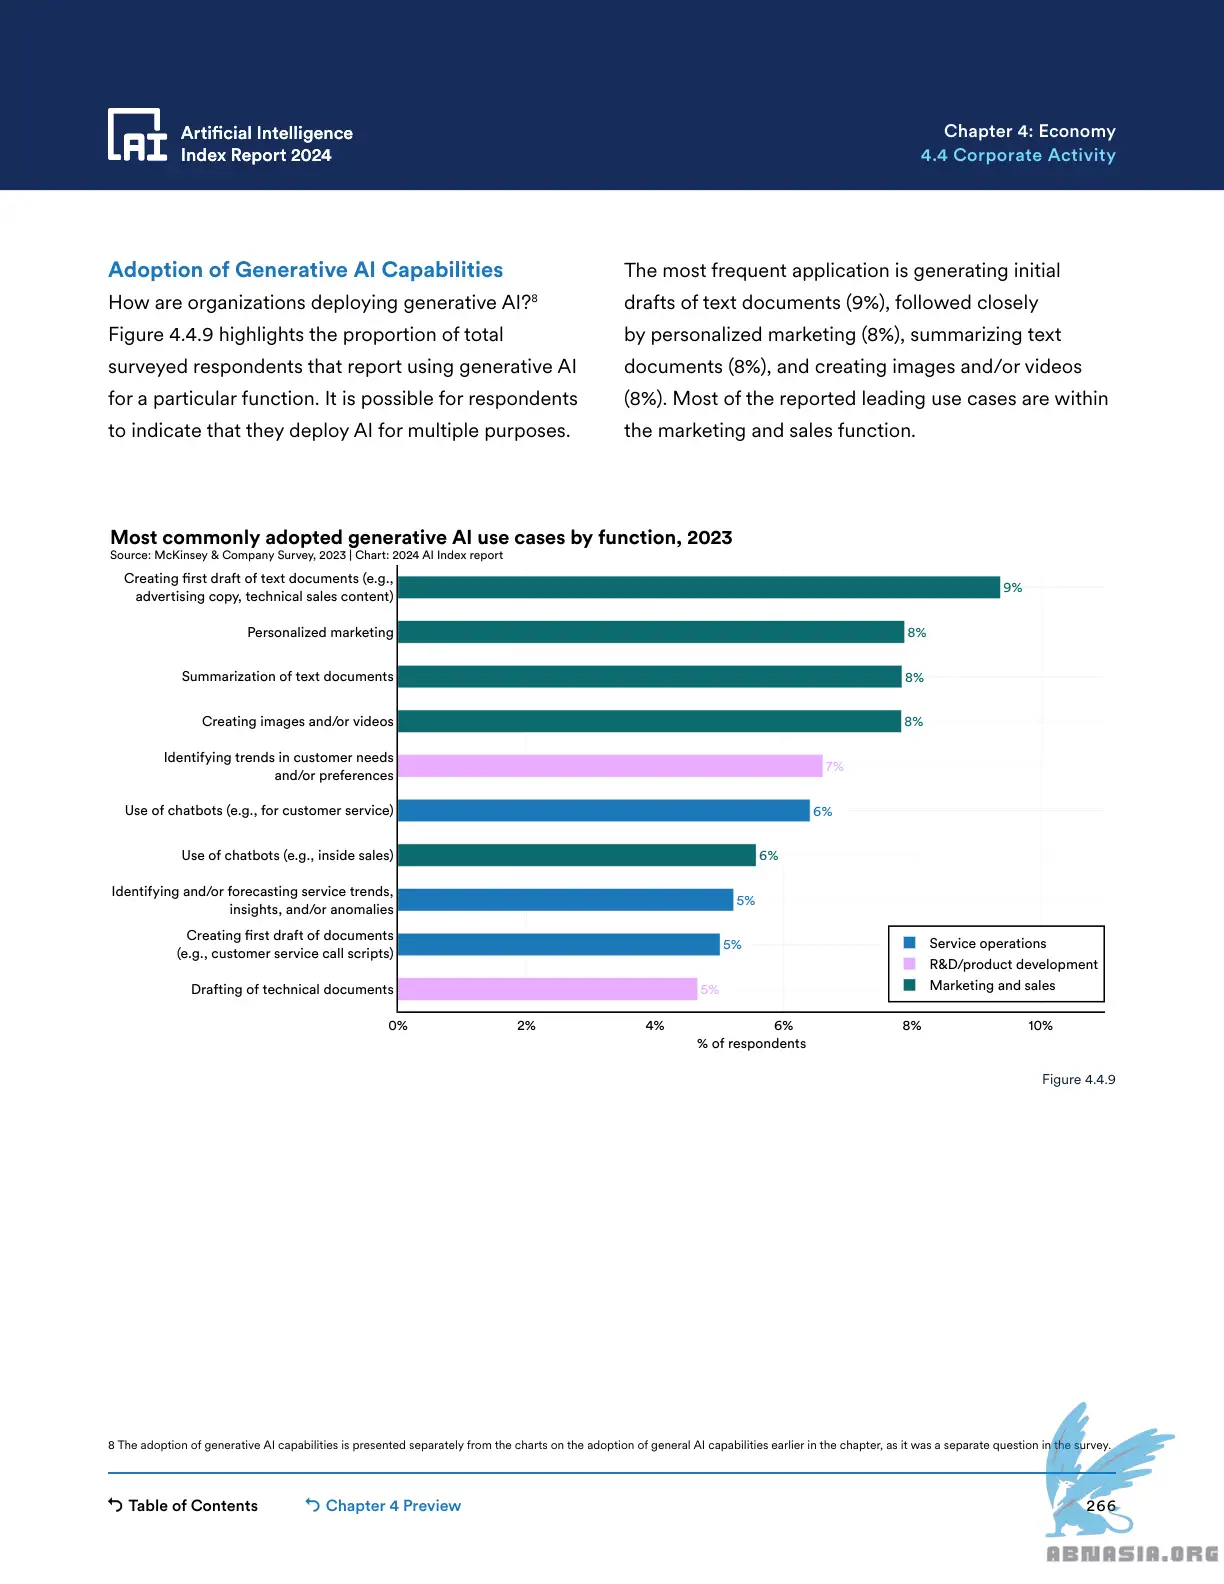 AI
Artificial Intelligence
Index Report 2024
Chapter 4: Economy
4.4 Corporate Activity
Adoption of Generative AI Capabilities
How are organizations deploying generative AI?⁸
Figure 4.4.9 highlights the proportion of total
surveyed respondents that report using generative AI
for a particular function. It is possible for respondents
to indicate that they deploy AI for multiple purposes.
The most frequent application is generating initial
drafts of text documents (9%), followed closely
by personalized marketing (8%), summarizing text
documents (8%), and creating images and/or videos
(8%). Most of the reported leading use cases are within
the marketing and sales function.
Most commonly adopted generative AI use cases by function, 2023
Source: McKinsey & Company Survey, 2023 | Chart: 2024 AI Index report
Creating first draft of text documents (e.g.,
advertising copy, technical sales content)
9%
Personalized marketing
8%
Summarization of text documents
8%
Creating images and/or videos
8%
Identifying trends in customer needs
and/or preferences
7%
Use of chatbots (e.g., for customer service)
6%
Use of chatbots (e.g., inside sales)
6%
Identifying and/or forecasting service trends,
insights, and/or anomalies
5%
Creating first draft of documents
(e.g., customer service call scripts)
5%
Drafting of technical documents
5%
Service operations
R&D/product development
Marketing and sales
0% 2% 4% 6% 8% 10%
% of respondents
Figure 4.4.9
8 The adoption of generative AI capabilities is presented separately from the charts on the adoption of general AI capabilities earlier in the chapter, as it was a separate question in the survey.
Table of Contents
Chapter 4 Preview
266
ABNASIA.ORG